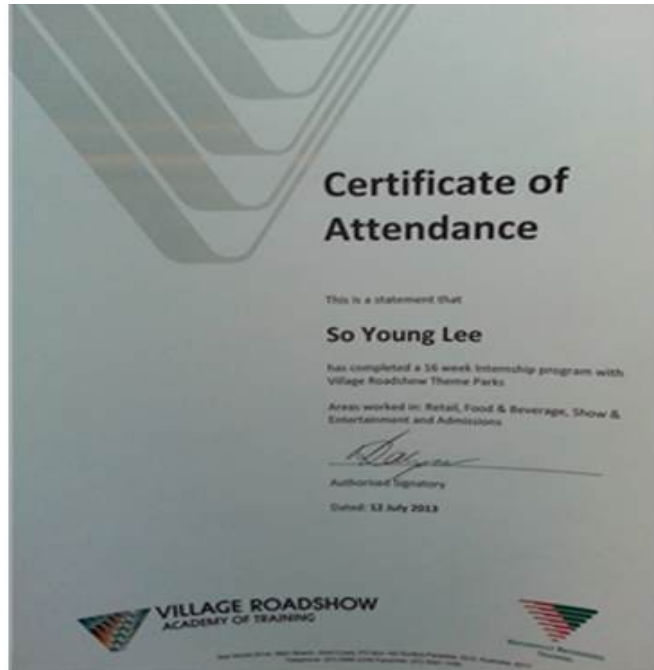 Certificate of
Attendance
This is a statement that
So Young Lee
has completed a 16 week Internship program with
Village Roadshow Theme Parks
Areas worked in: Retail, Food & Beverage, Show &
Entertainment and Admissions
Authorised Signatory
Dated: 12 July 2013
VILLAGE ROADSHOW
ACADEMY OF TRAINING